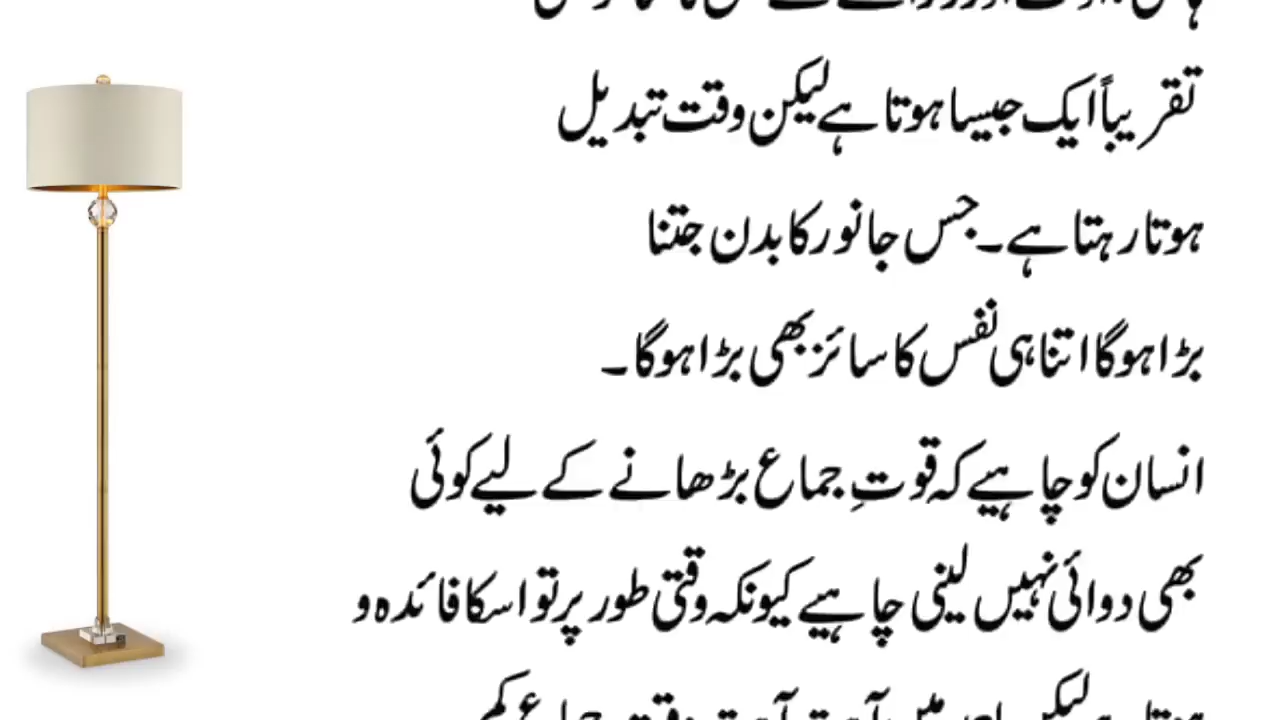 تقریباً ایک جیسا ہوتا ہے لیکن وقت تبدیل
ہوتا رہتا ہے۔ جس جانور کا بدن جتنا
بڑا ہوگا اتنا ہی نفس کا سائز بھی بڑا ہوگا۔
انسان کو چاہیے کہ قوتِ جماع بڑھانے کے لیے کوئی
بھی دوائی نہیں لینی چاہیے کیونکہ وقتی طور پر تو اسکا فائدہ و